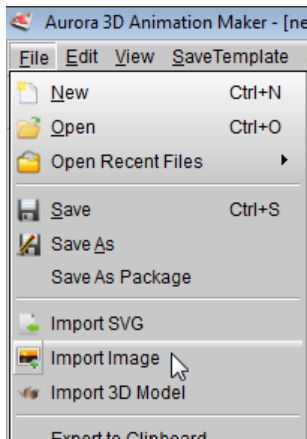 Aurora 3D Animation Maker - [ne
File Edit View SaveTemplate
New Ctrl+N
Open Ctrl+O
Open Recent Files
Save Ctrl+S
Save As
Save As Package
Import SVG
Import Image
Import 3D Model
Export to Clipboard